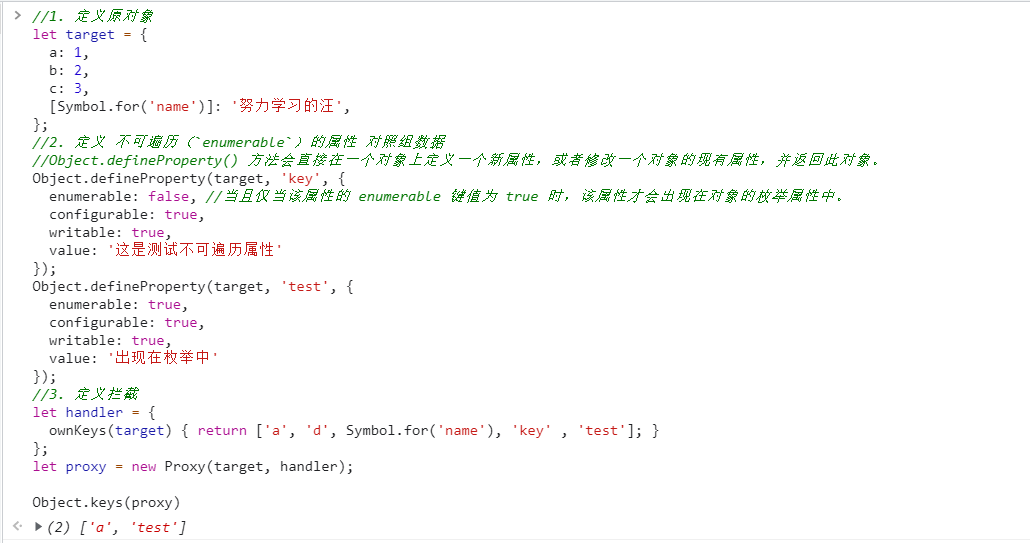 //1. 定义原对象
let target = {
  a: 1,
  b: 2,
  c: 3,
  [Symbol.for('name')]: '努力学习的汪',
};
//2. 定义 不可遍历（`enumerable`）的属性 对照组数据
//Object.defineProperty() 方法会直接在一个对象上定义一个新属性，或者修改一个对象的现有属性，并返回此对象。
Object.defineProperty(target, 'key', {
  enumerable: false, //当且仅当该属性的 enumerable 键值为 true 时，该属性才会出现在对象的枚举属性中。
  configurable: true,
  writable: true,
  value: '这是测试不可遍历属性'
});
Object.defineProperty(target, 'test', {
  enumerable: true,
  configurable: true,
  writable: true,
  value: '出现在枚举中'
});
//3. 定义拦截
let handler = {
  ownKeys(target) { return ['a', 'd', Symbol.for('name'), 'key' , 'test']; }
};
let proxy = new Proxy(target, handler);

Object.keys(proxy)
(2) ['a', 'test']